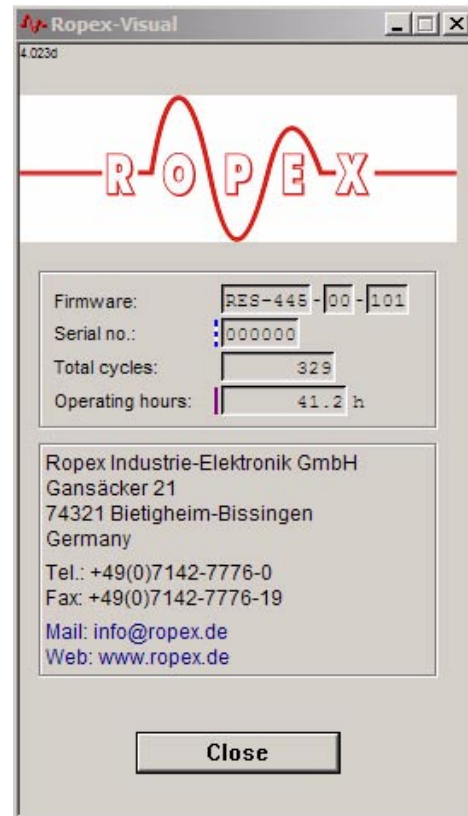 Ropex-Visual
4.023d
ROPEX
Firmware: RES-445 - 00 - 101
Serial no.: 000000
Total cycles: 329
Operating hours: 41.2 h
Ropex Industrie-Elektronik GmbH
Gansäcker 21
74321 Bietigheim-Bissingen
Germany
Tel.: +49(0)7142-7776-0
Fax: +49(0)7142-7776-19
Mail: info@ropex.de
Web: www.ropex.de
Close